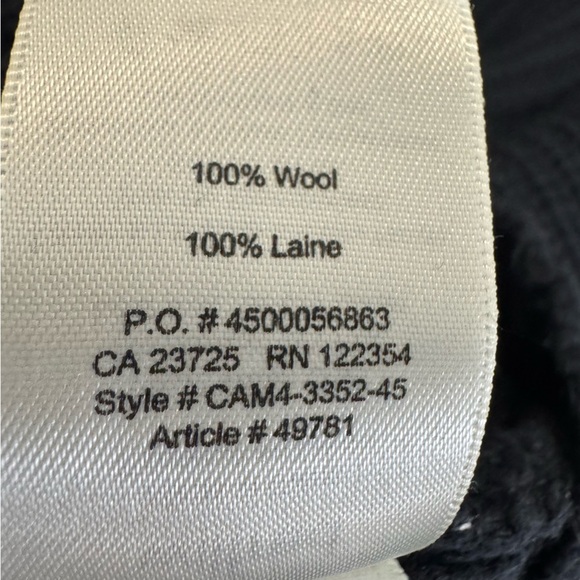 100% Wool
100% Laine
P.O. # 4500056863
CA 23725 RN 122354
Style # CAM4-3352-45
Article # 49781